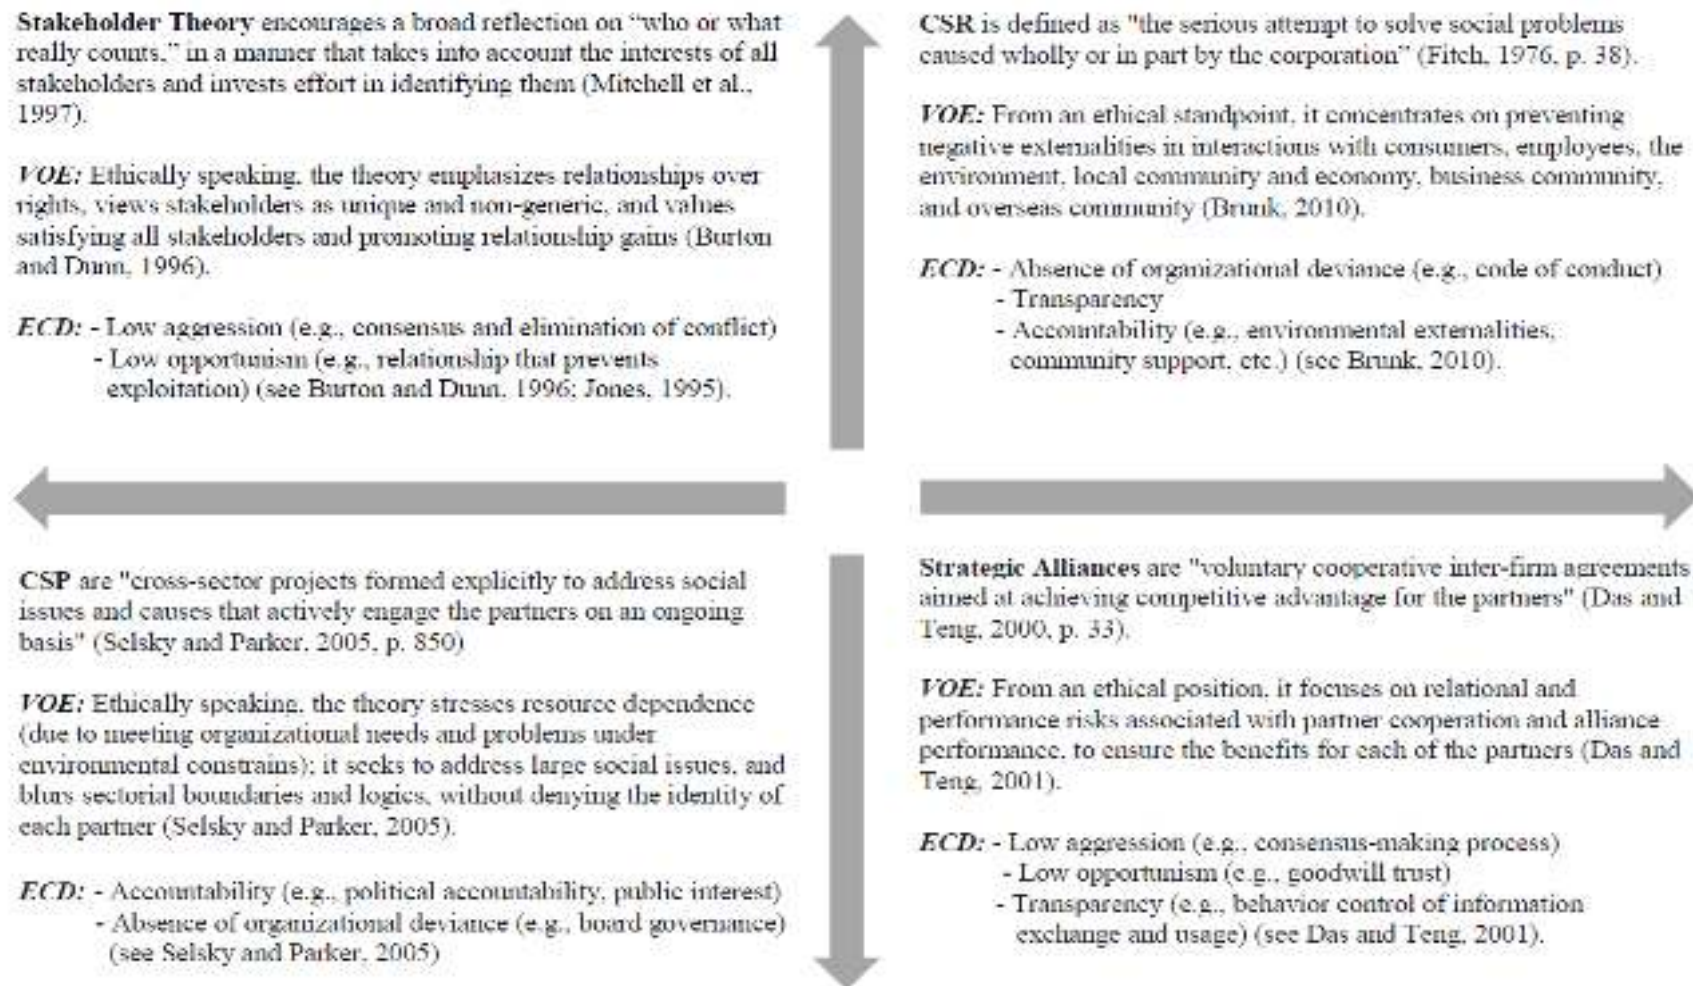 Stakeholder Theory encourages a broad reflection on “who or what
really counts,” in a manner that takes into account the interests of all
stakeholders and invests effort in identifying them (Mitchell et al.,
1997).
VOE: Ethically speaking, the theory emphasizes relationships over
rights, views stakeholders as unique and non-generic, and values
satisfying all stakeholders and promoting relationship gains (Burton
and Dunn, 1996).
ECD: - Low aggression (e.g., consensus and elimination of conflict)
- Low opportunism (e.g., relationship that prevents
exploitation) (see Burton and Dunn, 1996; Jones, 1995).
CSR is defined as "the serious attempt to solve social problems
caused wholly or in part by the corporation” (Fitch, 1976, p. 38).
VOE: From an ethical standpoint, it concentrates on preventing
negative externalities in interactions with consumers, employees, the
environment, local community and economy, business community,
and overseas community (Brunk, 2010).
ECD: - Absence of organizational deviance (e.g., code of conduct)
- Transparency
- Accountability (e.g., environmental externalities,
community support, etc.) (see Brunk, 2010).
CSP are "cross-sector projects formed explicitly to address social
issues and causes that actively engage the partners on an ongoing
basis" (Selsky and Parker, 2005, p. 850)
VOE: Ethically speaking, the theory stresses resource dependence
(due to meeting organizational needs and problems under
environmental constrains); it seeks to address large social issues, and
blurs sectorial boundaries and logics, without denying the identity of
each partner (Selsky and Parker, 2005).
ECD: - Accountability (e.g., political accountability, public interest)
- Absence of organizational deviance (e.g., board governance)
(see Selsky and Parker, 2005)
Strategic Alliances are "voluntary cooperative inter-firm agreements
aimed at achieving competitive advantage for the partners" (Das and
Teng, 2000, p. 33).
VOE: From an ethical position, it focuses on relational and
performance risks associated with partner cooperation and alliance
performance, to ensure the benefits for each of the partners (Das and
Teng, 2001).
ECD: - Low aggression (e.g., consensus-making process)
- Low opportunism (e.g., goodwill trust)
- Transparency (e.g., behavior control of information
exchange and usage) (see Das and Teng, 2001).